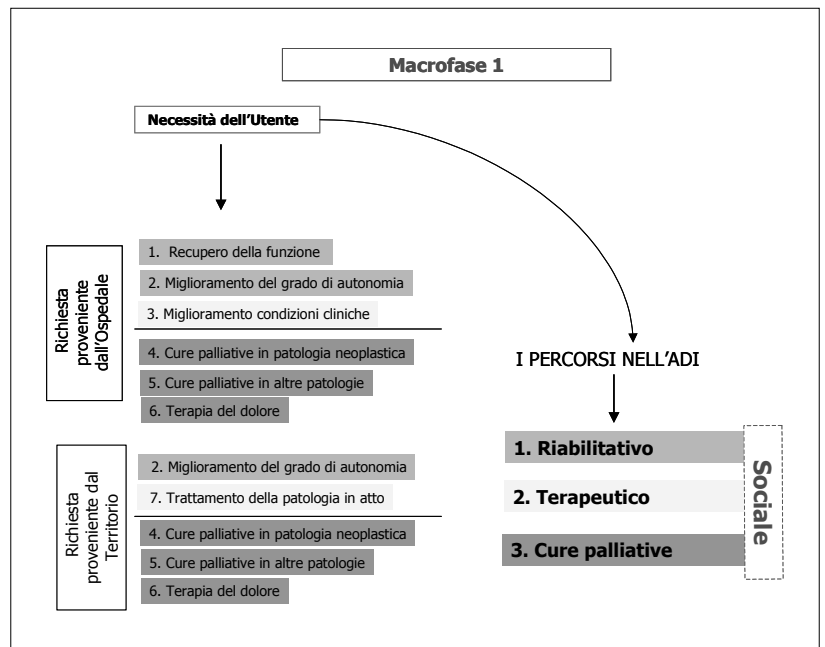 Macrofase 1
Necessità dell'Utente
Richiesta
proveniente
dall'Ospedale
1. Recupero della funzione
2. Miglioramento del grado di autonomia
3. Miglioramento condizioni cliniche
4. Cure palliative in patologia neoplastica
5. Cure palliative in altre patologie
6. Terapia del dolore
Richiesta
proveniente dal
Territorio
2. Miglioramento del grado di autonomia
7. Trattamento della patologia in atto
4. Cure palliative in patologia neoplastica
5. Cure palliative in altre patologie
6. Terapia del dolore
I PERCORSI NELL'ADI
1. Riabilitativo
2. Terapeutico
3. Cure palliative
Sociale